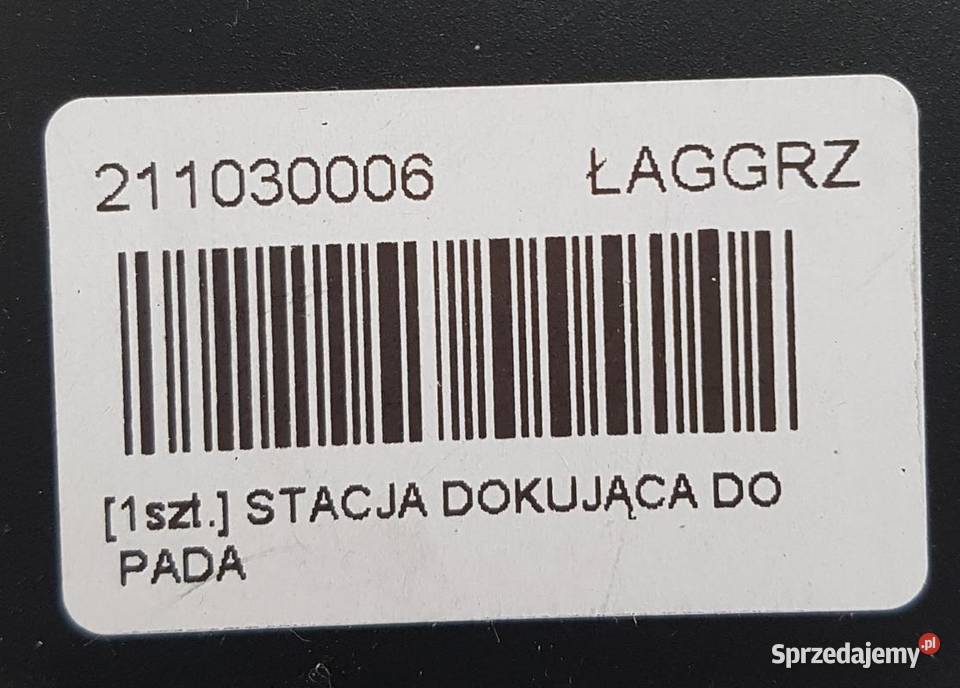 211030006 ŁAGGRZ
[1szt.] STACJA DOKUJĄCA DO
PADA
Sprzedajemy.pl